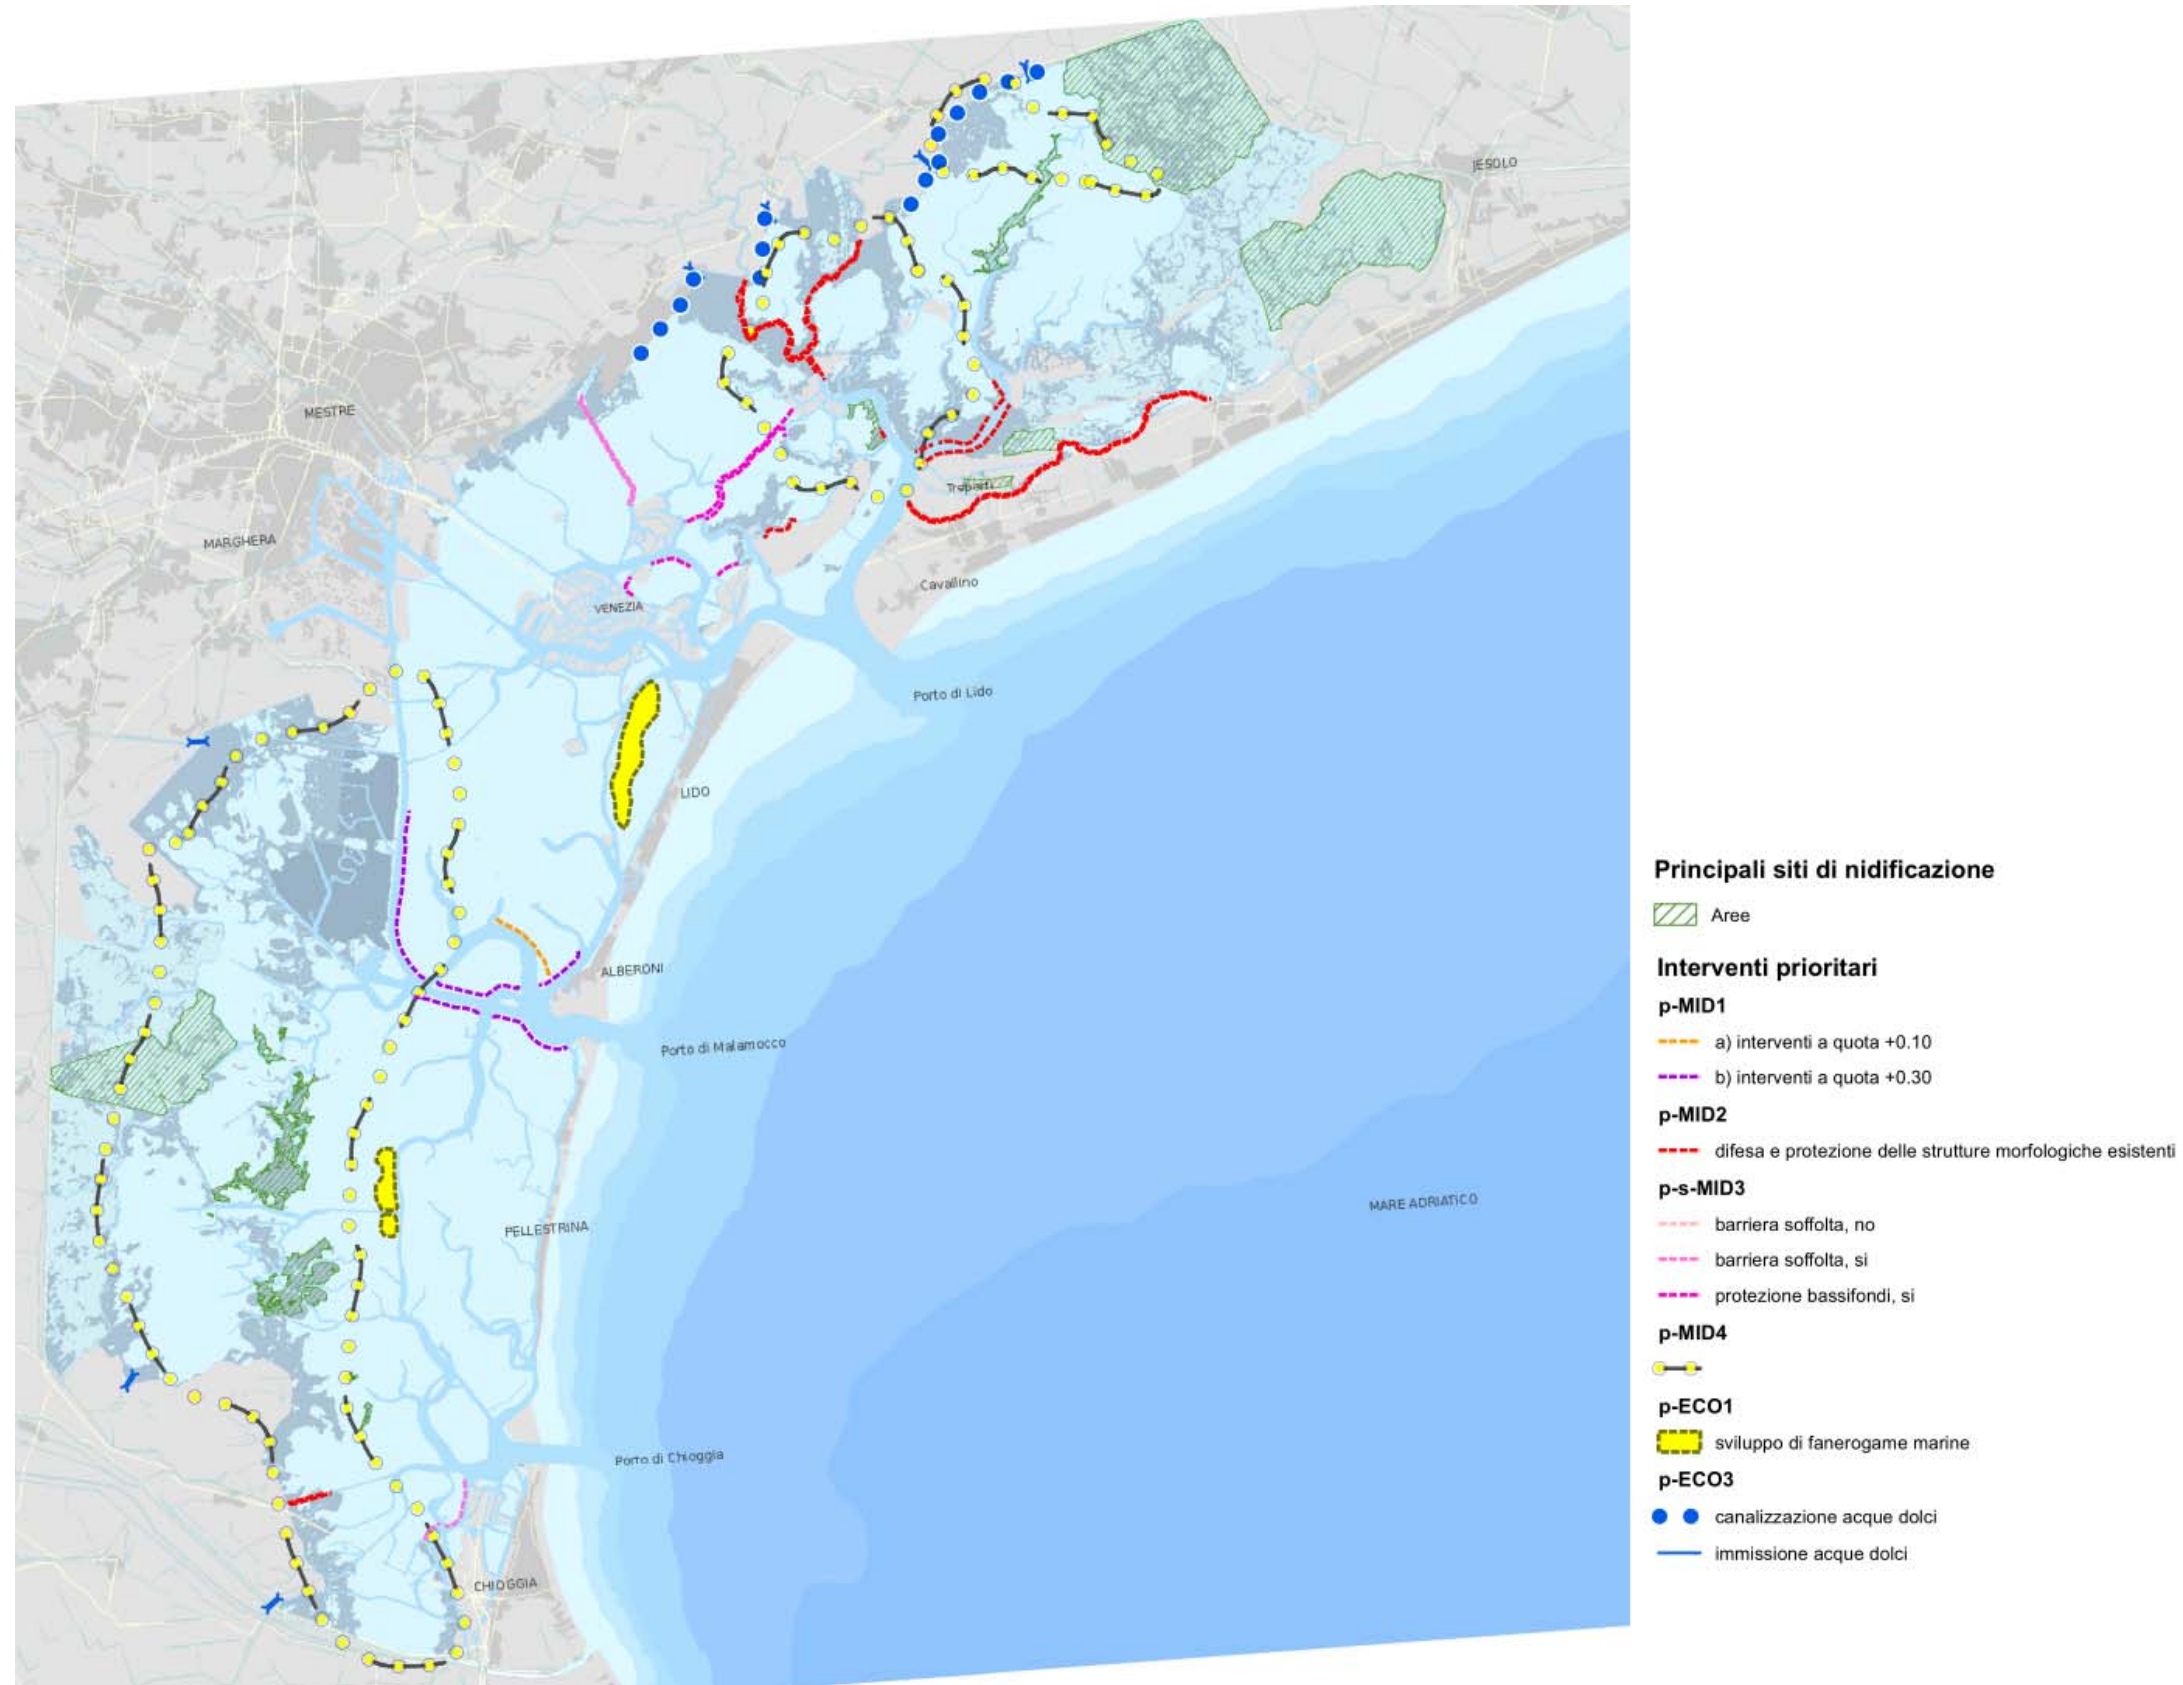 JESOLO
MESTRE
MARGHERA
Treporti
Cavallino
VENEZIA
Porto di Lido
LIDO
ALBERONI
Porto di Malamocco
MARE ADRIATICO
PELLESTRINA
Porto di Chioggia
CHIOGGIA
Principali siti di nidificazione
Aree
Interventi prioritari
p-MID1
a) interventi a quota +0.10
b) interventi a quota +0.30
p-MID2
difesa e protezione delle strutture morfologiche esistenti
p-s-MID3
barriera soffolta, no
barriera soffolta, si
protezione bassifondi, si
p-MID4
p-ECO1
sviluppo di fanerogame marine
p-ECO3
canalizzazione acque dolci
immissione acque dolci